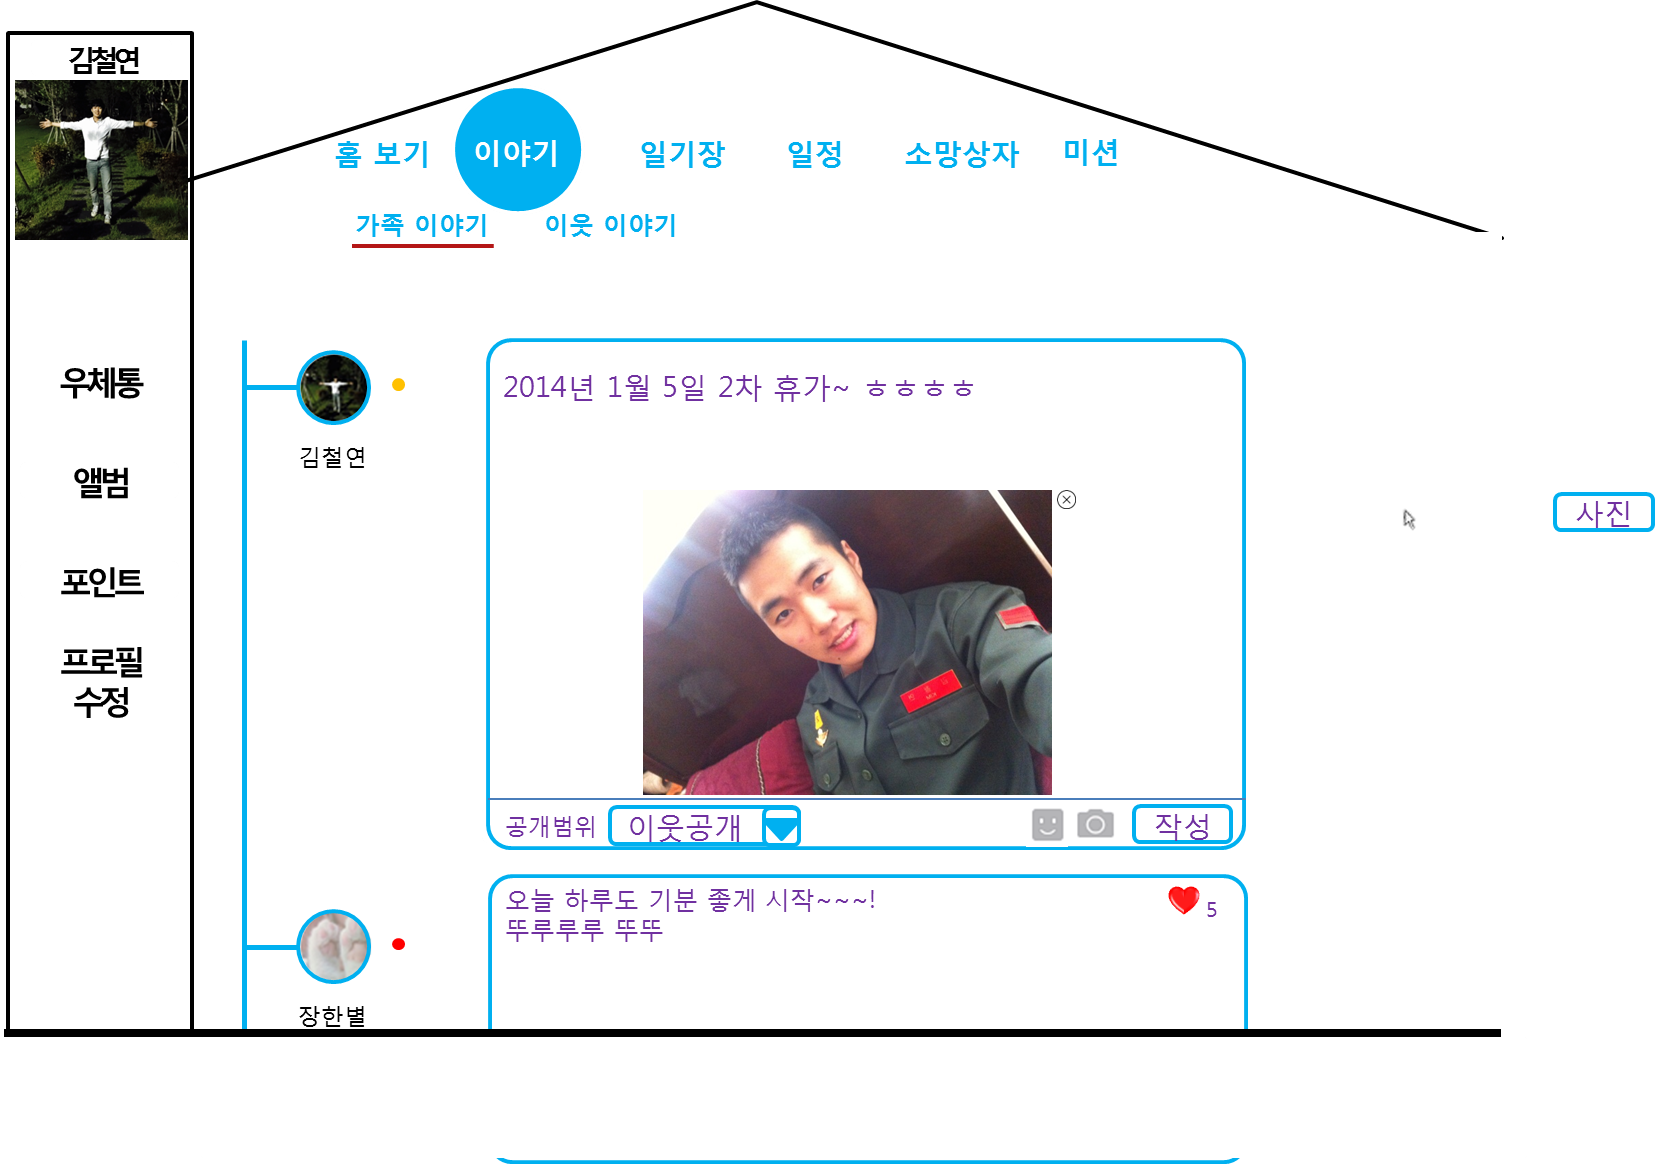 김철연
홈 보기
이야기
일기장
일정
소망상자
미션
가족 이야기
이웃 이야기
우체통
앨범
포인트
프로필
수정
김철연
2014년 1월 5일 2차 휴가~ ㅎㅎㅎㅎ
사진
공개범위
이웃공개
작성
오늘 하루도 기분 좋게 시작~~~!
뚜루루루 뚜뚜
5
장한별